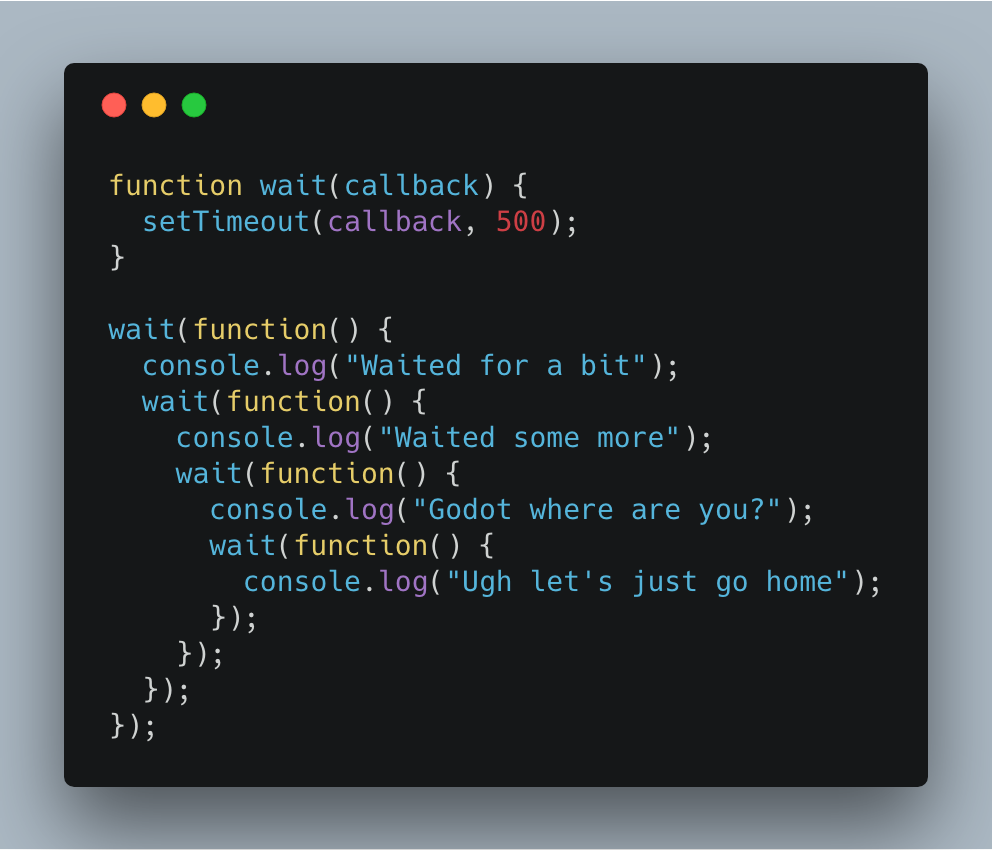 function wait(callback) {
  setTimeout(callback, 500);
}

wait(function() {
  console.log("Waited for a bit");
  wait(function() {
    console.log("Waited some more");
    wait(function() {
      console.log("Godot where are you?");
      wait(function() {
        console.log("Ugh let's just go home");
      });
    });
  });
});